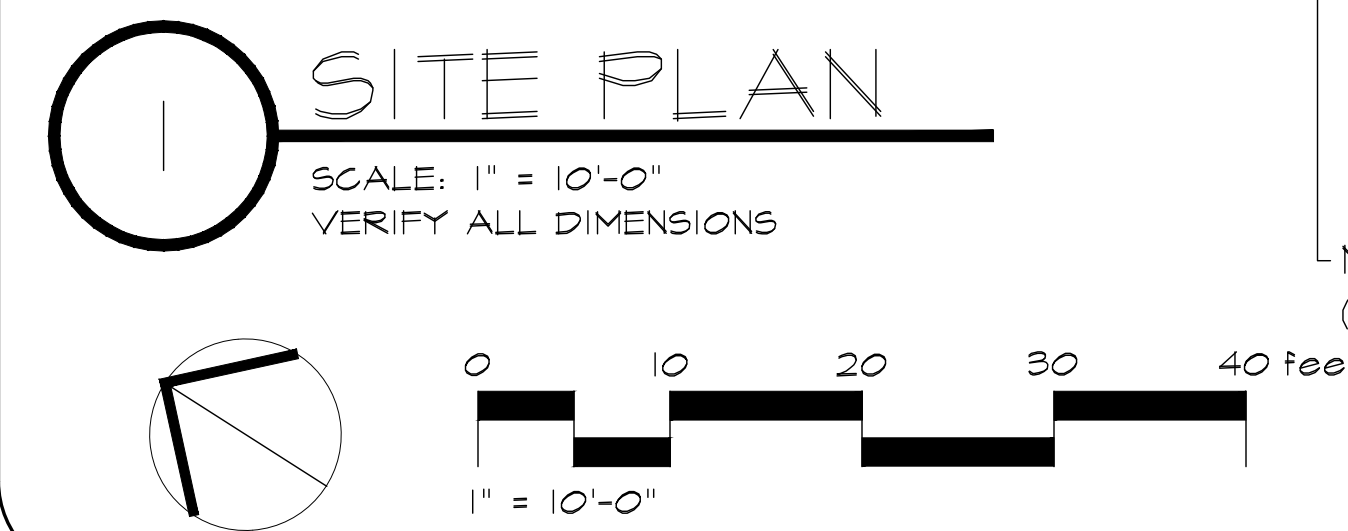 1
SITE PLAN
SCALE: 1" = 10'-0"
VERIFY ALL DIMENSIONS
0 10 20 30 40 fee
1" = 10'-0"